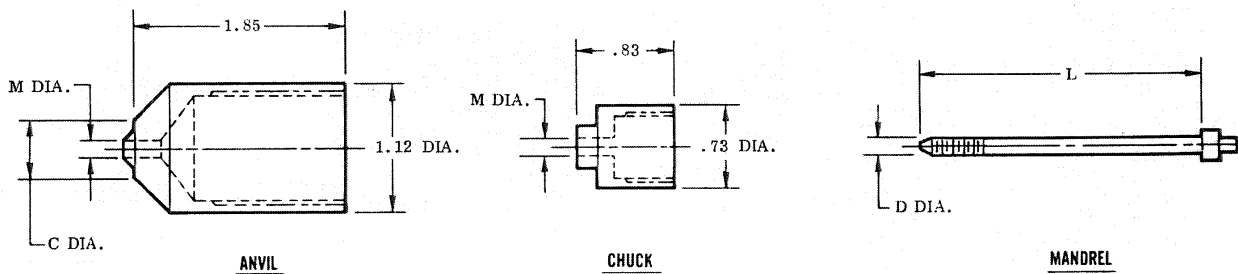 1.85
M DIA.
1.12 DIA.
C DIA.
ANVIL
.83
M DIA.
.73 DIA.
CHUCK
L
D DIA.
MANDREL